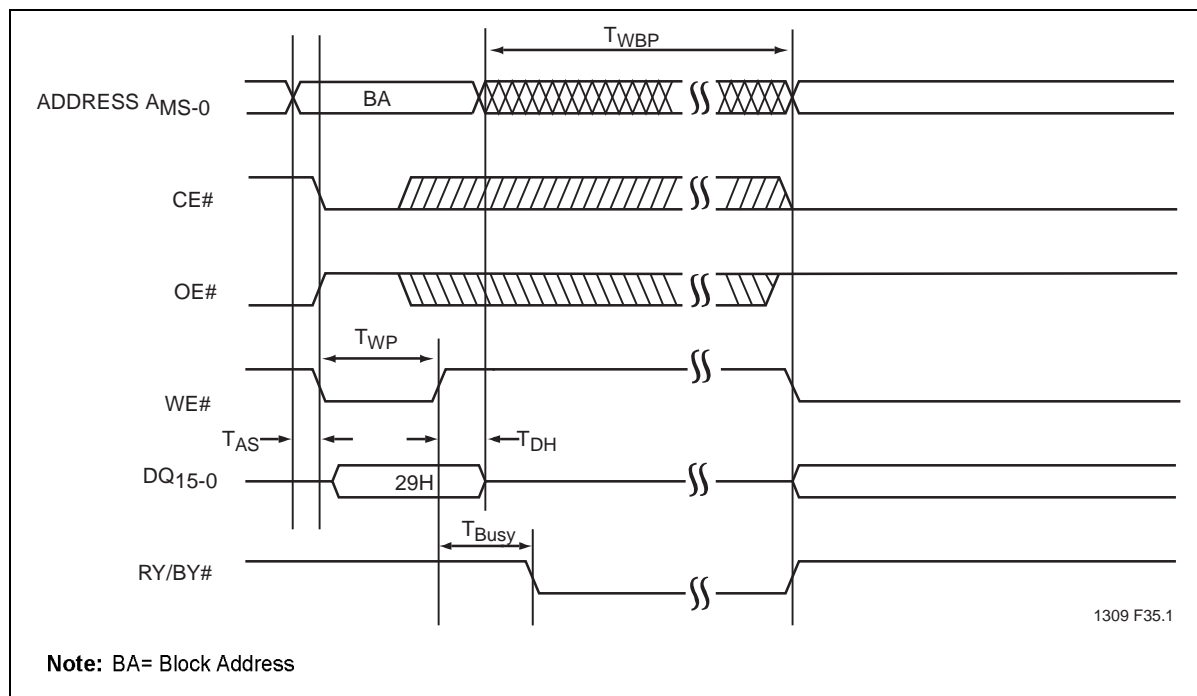 TWBP
ADDRESS AMS-0
BA
CE#
OE#
TWP
WE#
TAS
TDH
DQ15-0
29H
TBusy
RY/BY#
1309 F35.1
Note: BA= Block Address